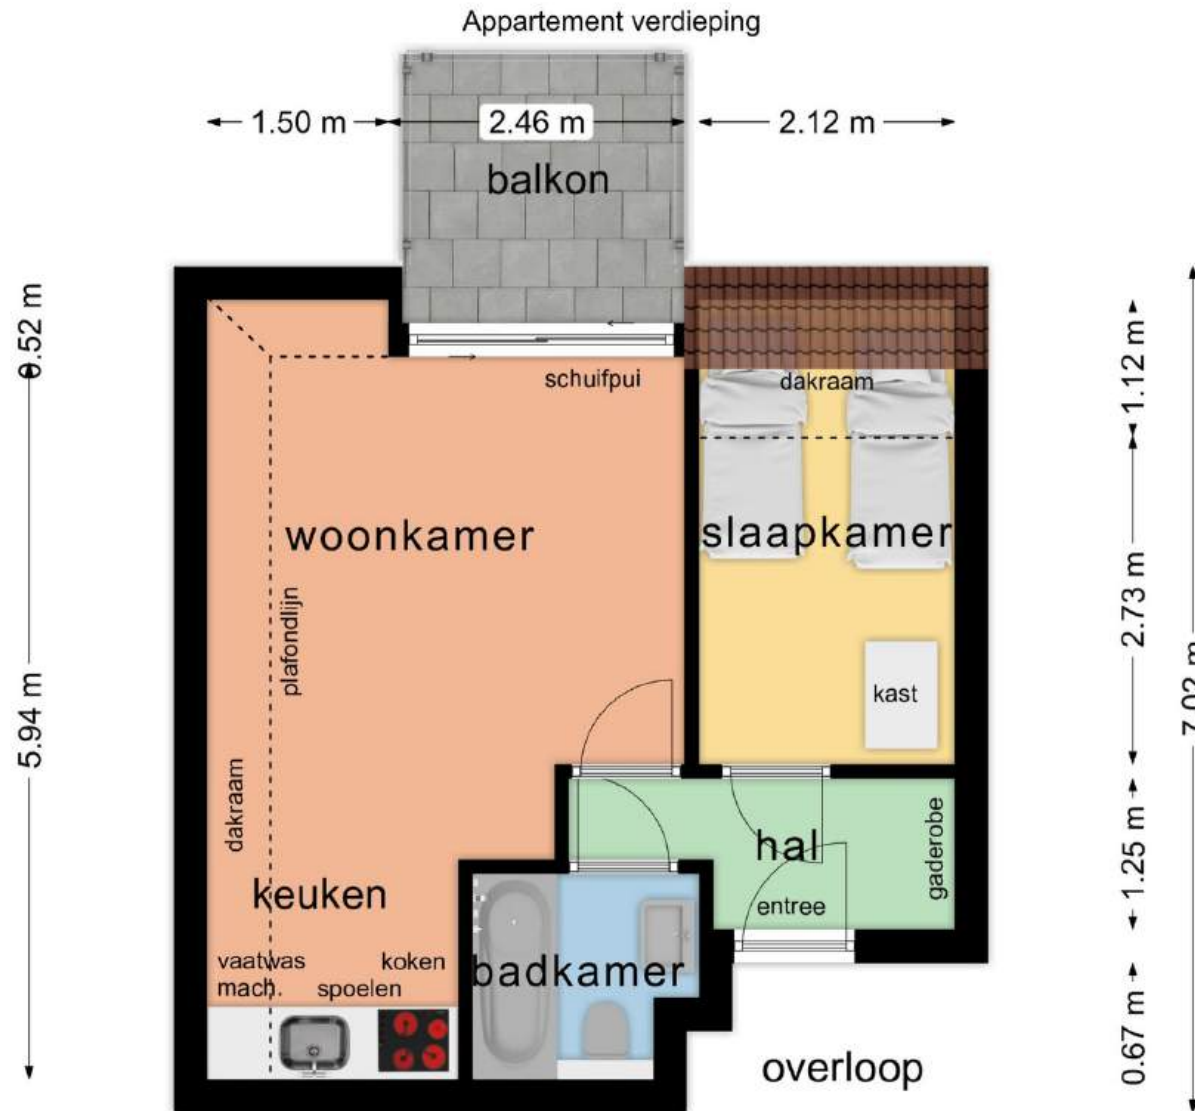 Appartement verdieping
1.50 m
2.46 m
2.12 m
balkon
0.52 m
1.12 m
schuifpui
dakraam
woonkamer
slaapkamer
plafondlijn
2.73 m
kast
5.94 m
7.02 m
dakraam
hal
gaderobe
1.25 m
keuken
entree
vaatwas
mach.
koken
spoelen
badkamer
0.67 m
overloop